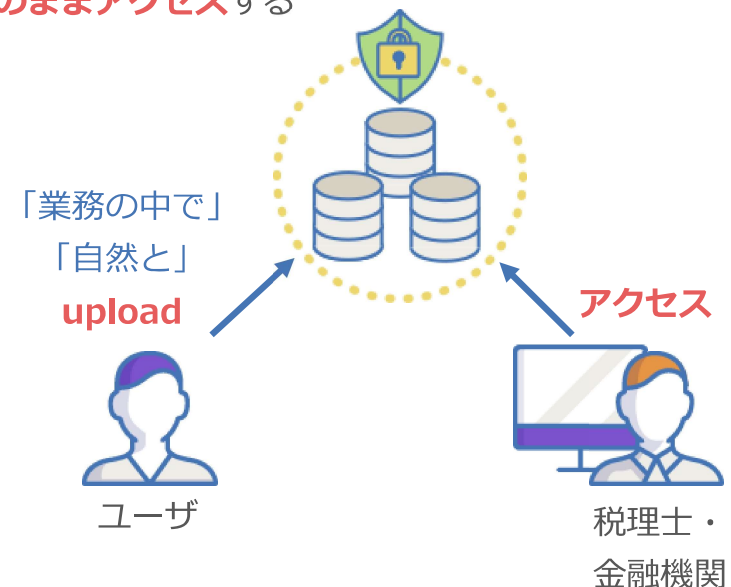 のままアクセスする
「業務の中で」
「自然と」
upload
アクセス
ユーザ
税理士・
金融機関